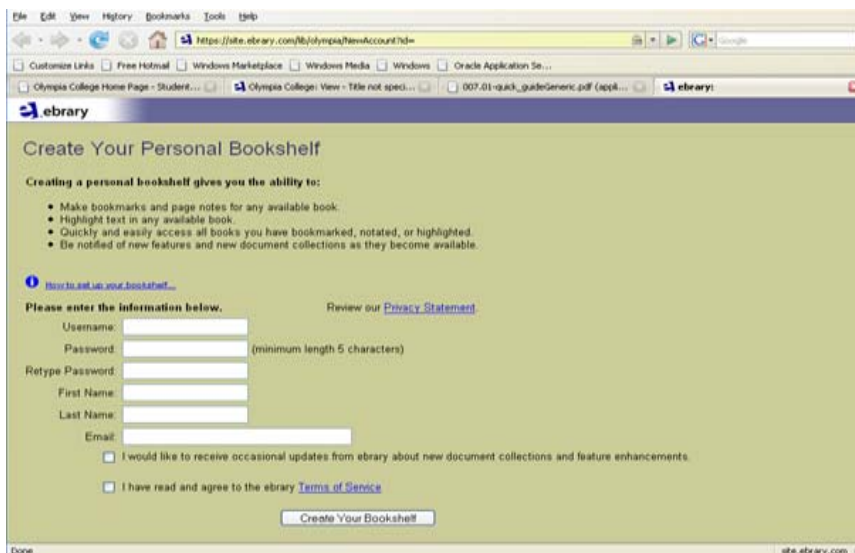 File Edit View History Bookmarks Tools Help
https://site.ebrary.com/lib/olympia/NewAccount?id=
Google
Customize Links Free Hotmail Windows Marketplace Windows Media Windows Oracle Application Se...
Olympia College Home Page - Student... Olympia College: View - Title not speci... 007.01-quick_guideGeneric.pdf (appli... ebrary:
ebrary
Create Your Personal Bookshelf
Creating a personal bookshelf gives you the ability to:
• Make bookmarks and page notes for any available book.
• Highlight text in any available book.
• Quickly and easily access all books you have bookmarked, notated, or highlighted.
• Be notified of new features and new document collections as they become available.
How to set up your bookshelf...
Please enter the information below. Review our Privacy Statement.
Username:
Password: (minimum length 5 characters)
Retype Password:
First Name:
Last Name:
Email:
I would like to receive occasional updates from ebrary about new document collections and feature enhancements.
I have read and agree to the ebrary Terms of Service
Create Your Bookshelf
Done site.ebrary.com